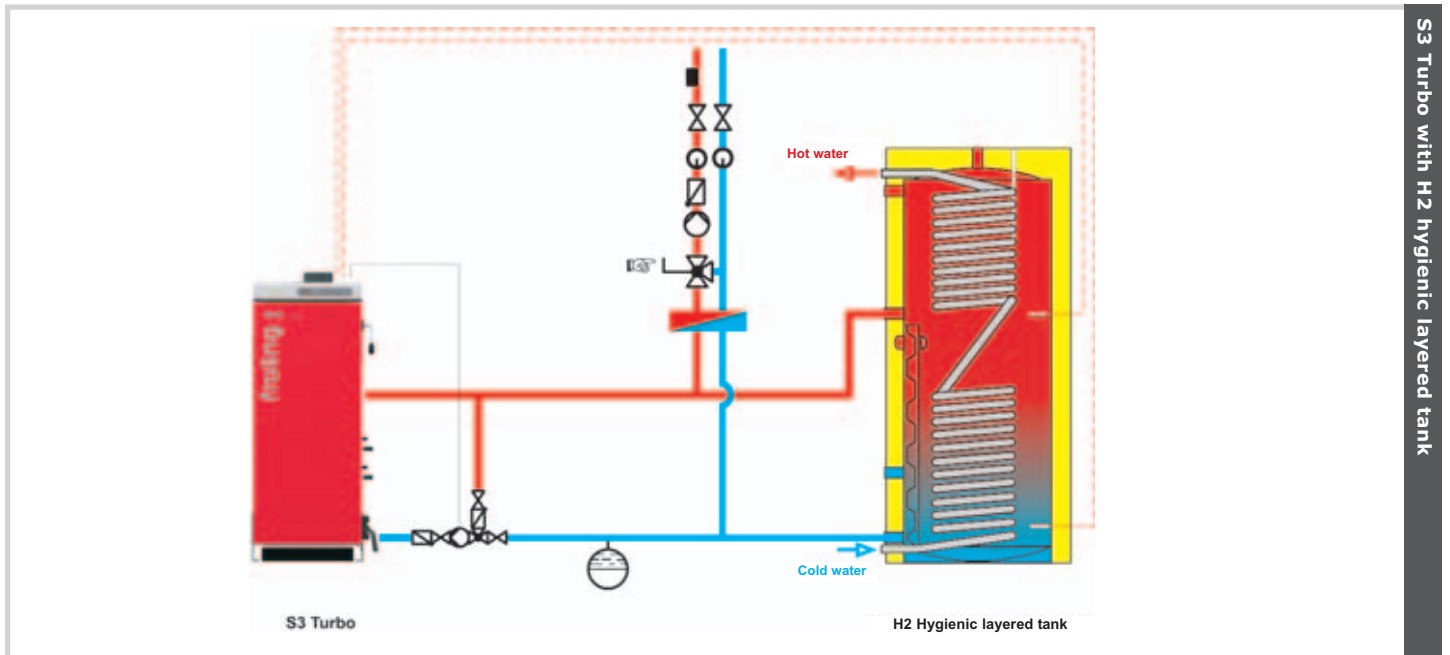 S3 Turbo with H2 hygienic layered tank
Hot water
Cold water
S3 Turbo
H2 Hygienic layered tank